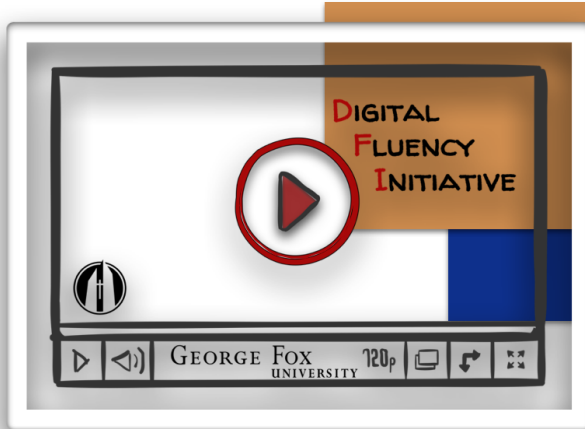 DIGITAL
FLUENCY
INITIATIVE
GEORGE FOX
UNIVERSITY
720p